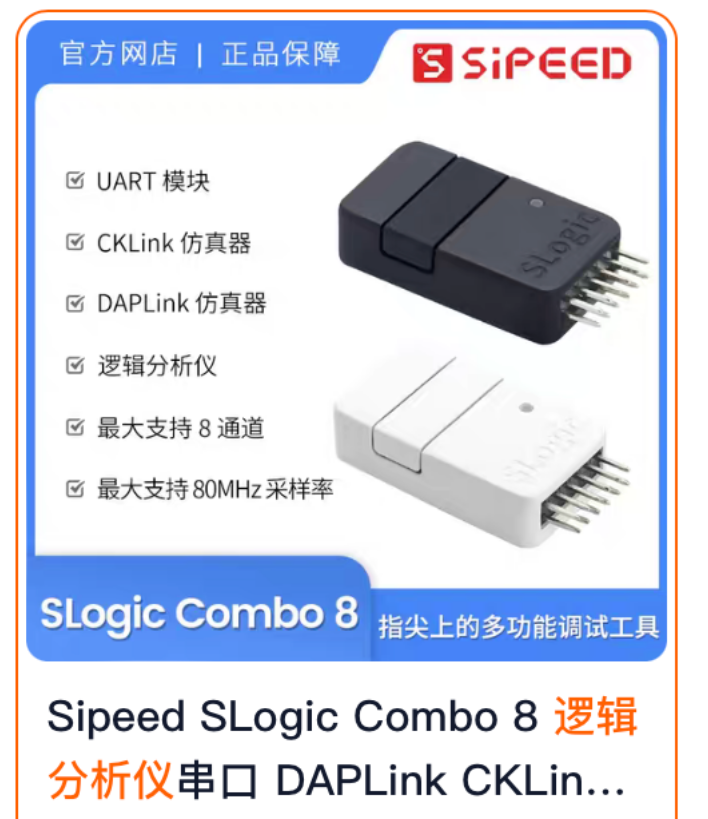 官方网店 | 正品保障
SiPEED
UART 模块
CKLink 仿真器
DAPLink 仿真器
逻辑分析仪
最大支持 8 通道
最大支持 80MHz 采样率
SLogic
SLogic
SLogic Combo 8
指尖上的多功能调试工具
Sipeed SLogic Combo 8 逻辑
分析仪串口 DAPLink CKLin...